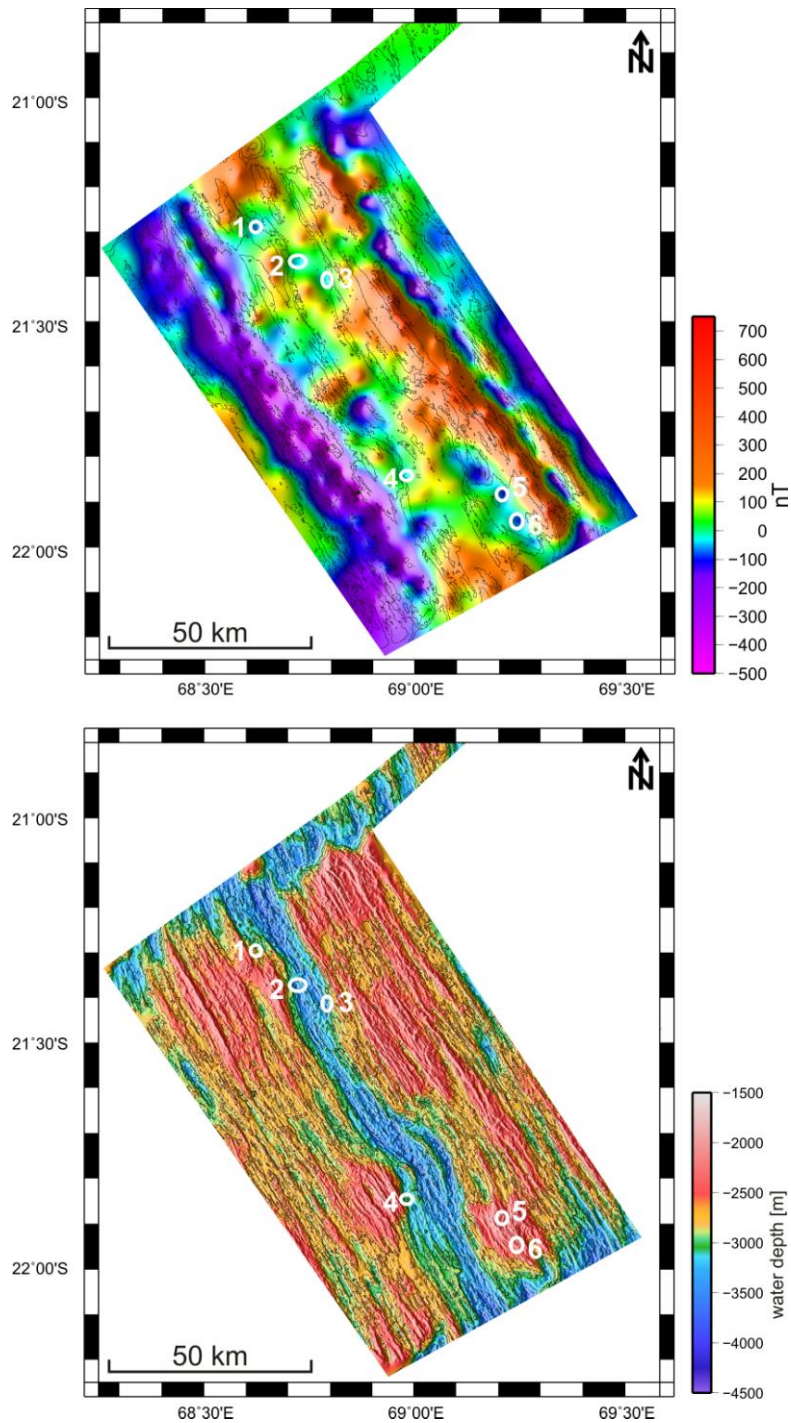 N
21°00'S
1
2
3
21°30'S
4
5
6
22°00'S
50 km
68°30'E
69°00'E
69°30'E
700
600
500
400
300
200
100
0
−100
−200
−300
−400
−500
nT
N
21°00'S
1
2
3
21°30'S
4
5
6
22°00'S
50 km
68°30'E
69°00'E
69°30'E
−1500
−2000
−2500
−3000
−3500
−4000
−4500
water depth [m]